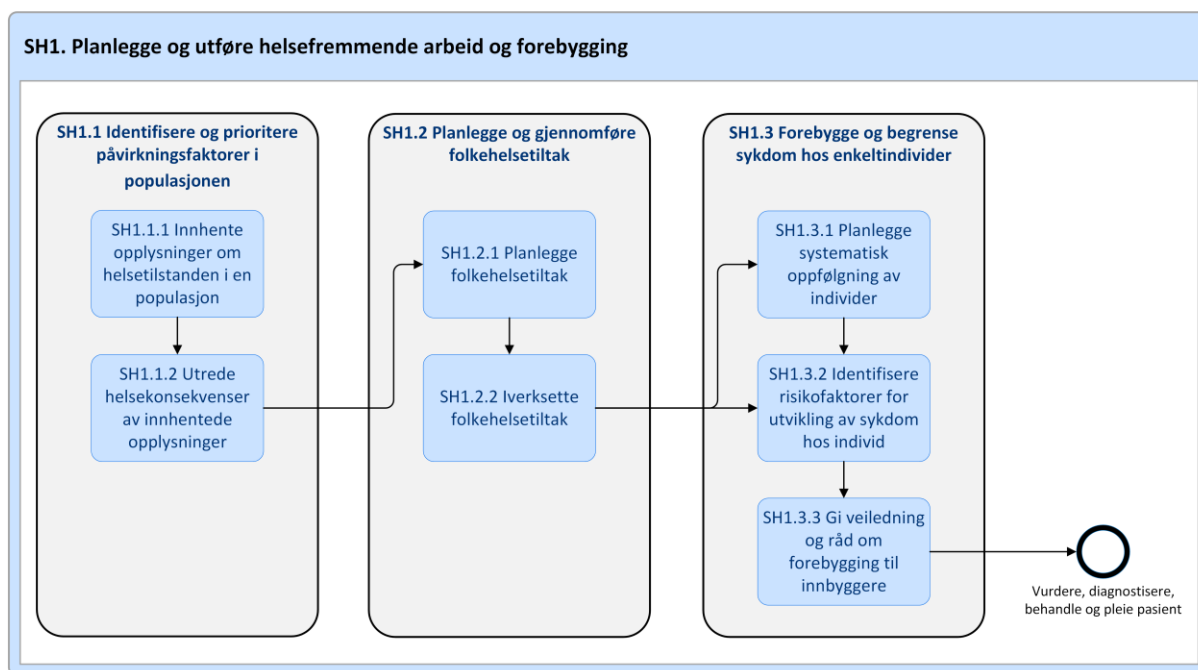 SH1. Planlegge og utføre helsefremmende arbeid og forebygging
SH1.1 Identifisere og prioritere
påvirkningsfaktorer i
populasjonen
SH1.1.1 Innhente
opplysninger om
helsetilstanden i en
populasjon
SH1.1.2 Utrede
helsekonsekvenser
av innhentede
opplysninger
SH1.2 Planlegge og gjennomføre
folkehelsetiltak
SH1.2.1 Planlegge
folkehelsetiltak
SH1.2.2 Iverksette
folkehelsetiltak
SH1.3 Forebygge og begrense
sykdom hos enkeltindivider
SH1.3.1 Planlegge
systematisk
oppfølgning av
individer
SH1.3.2 Identifisere
risikofaktorer for
utvikling av sykdom
hos individ
SH1.3.3 Gi veiledning
og råd om
forebygging til
innbyggere
Vurdere, diagnostisere,
behandle og pleie pasient